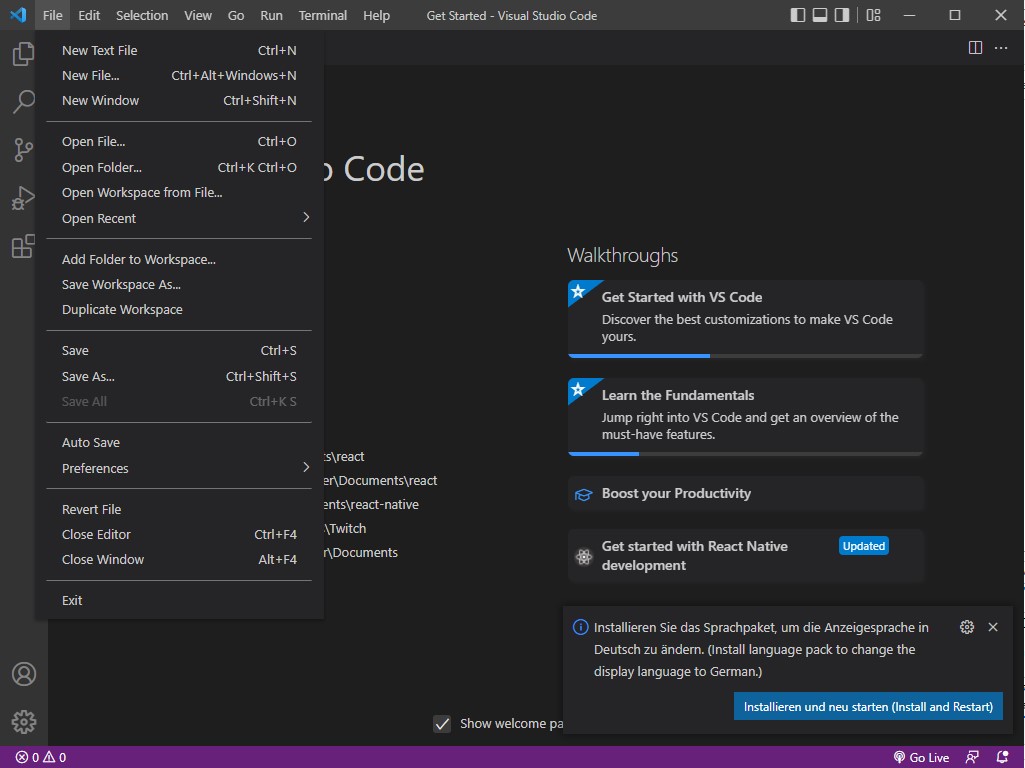 File Edit Selection View Go Run Terminal Help Get Started - Visual Studio Code
New Text File Ctrl+N
New File... Ctrl+Alt+Windows+N
New Window Ctrl+Shift+N
Open File... Ctrl+O
Open Folder... Ctrl+K Ctrl+O
Open Workspace from File...
Open Recent
Add Folder to Workspace...
Save Workspace As...
Duplicate Workspace
Save Ctrl+S
Save As... Ctrl+Shift+S
Save All Ctrl+K S
Auto Save
Preferences
Revert File
Close Editor Ctrl+F4
Close Window Alt+F4
Exit
Code
\react
\Documents\react
\react-native
\Twitch
\Documents
Walkthroughs
Get Started with VS Code
Discover the best customizations to make VS Code
yours.
Learn the Fundamentals
Jump right into VS Code and get an overview of the
must-have features.
Boost your Productivity
Get started with React Native Updated
development
Installieren Sie das Sprachpaket, um die Anzeigesprache in
Deutsch zu ändern. (Install language pack to change the
display language to German.)
Installieren und neu starten (Install and Restart)
Show welcome pa
0 0 Go Live